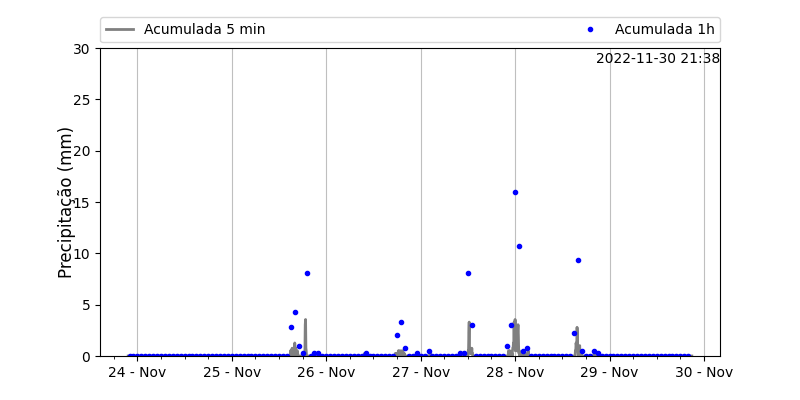 Acumulada 5 min
Acumulada 1h
2022-11-30 21:38
Precipitação (mm)
30
25
20
15
10
5
0
24 - Nov
25 - Nov
26 - Nov
27 - Nov
28 - Nov
29 - Nov
30 - Nov